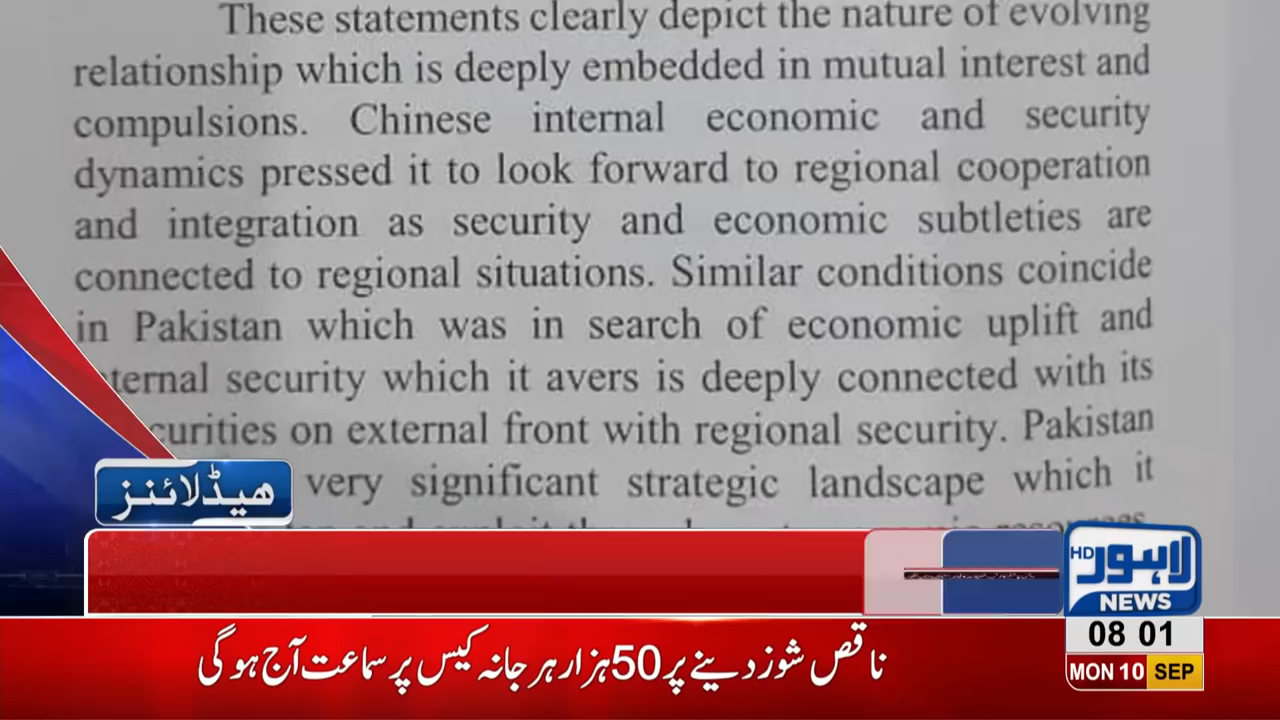 These statements clearly depict the nature of evolving
relationship which is deeply embedded in mutual interest and
compulsions. Chinese internal economic and security
dynamics pressed it to look forward to regional cooperation
and integration as security and economic subtleties are
connected to regional situations. Similar conditions coincide
in Pakistan which was in search of economic uplift and
ternal security which it avers is deeply connected with its
curities on external front with regional security. Pakistan
very significant strategic landscape which it
ھیڈلائنز
HD لاہور
NEWS
08 01
MON 10 SEP
ناقص شوز دینے پر 50 ہزار ہرجانہ کیس پر سماعت آج ہوگی